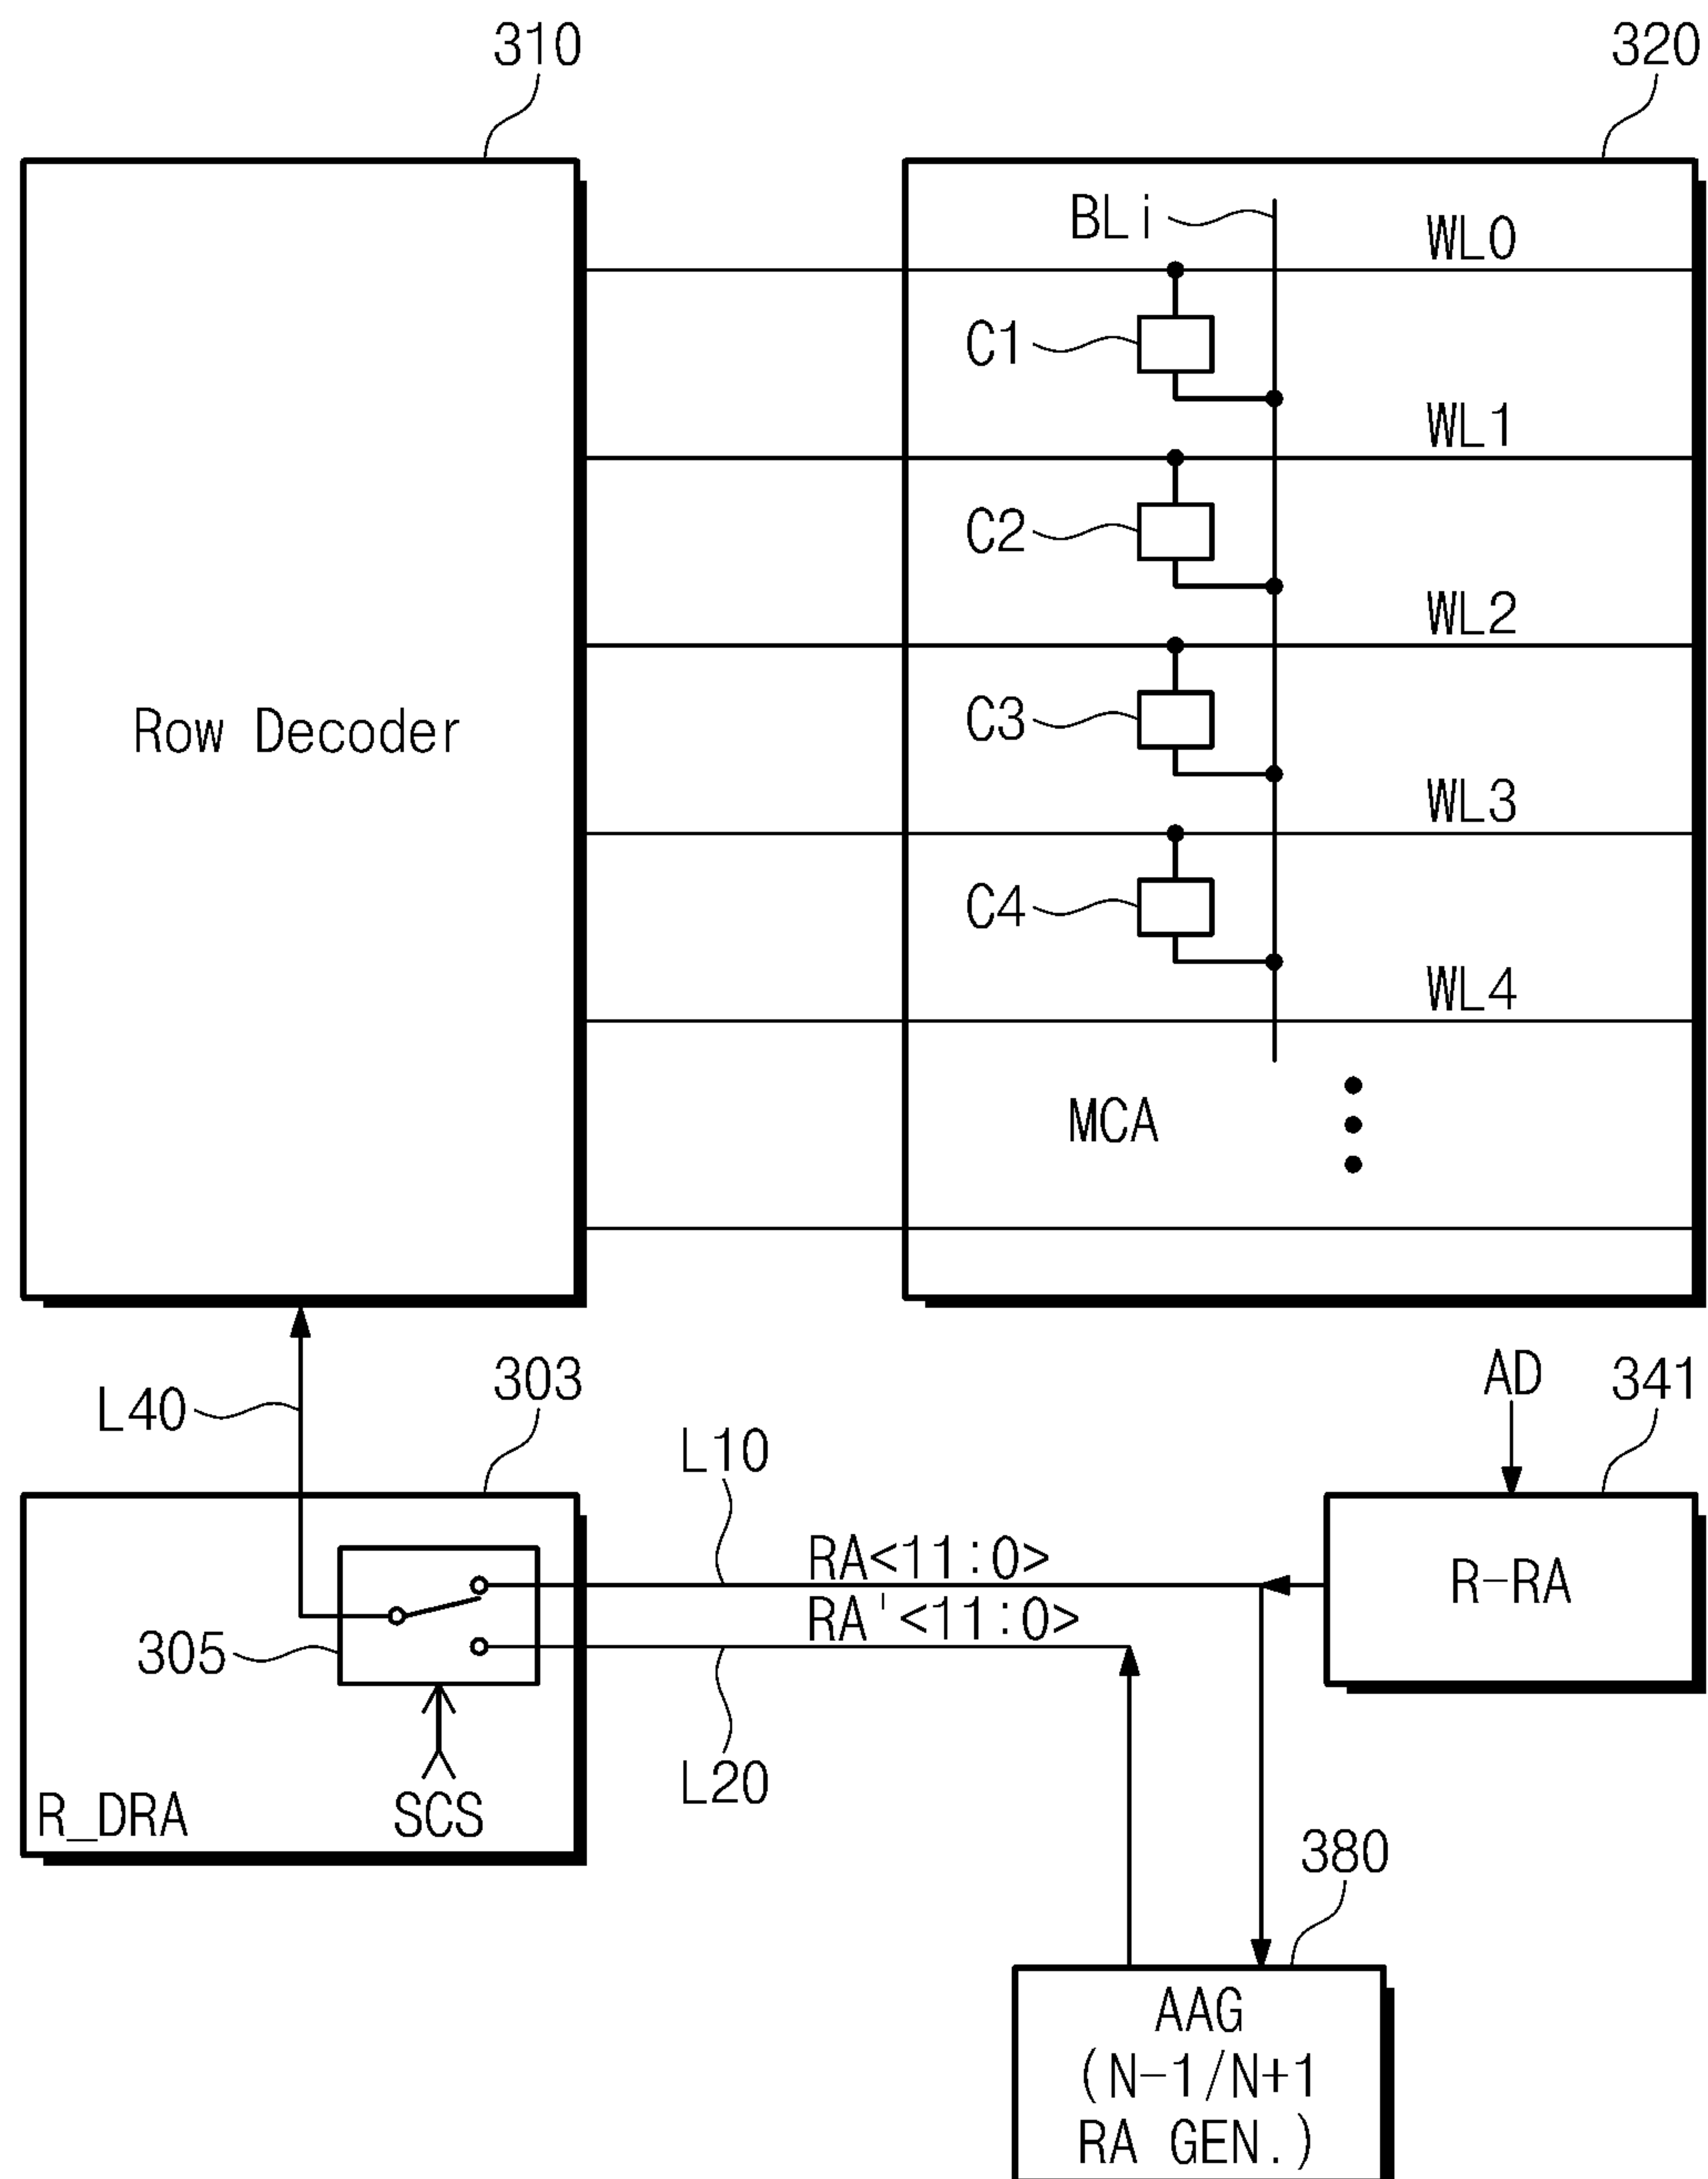 310
320
BLi
WL0
C1
WL1
C2
WL2
Row Decoder
C3
WL3
C4
WL4
MCA
L40
303
AD
341
L10
RA<11:0>
R-RA
RA'<11:0>
305
L20
R_DRA
SCS
380
AAG
(N-1/N+1
RA GEN.)